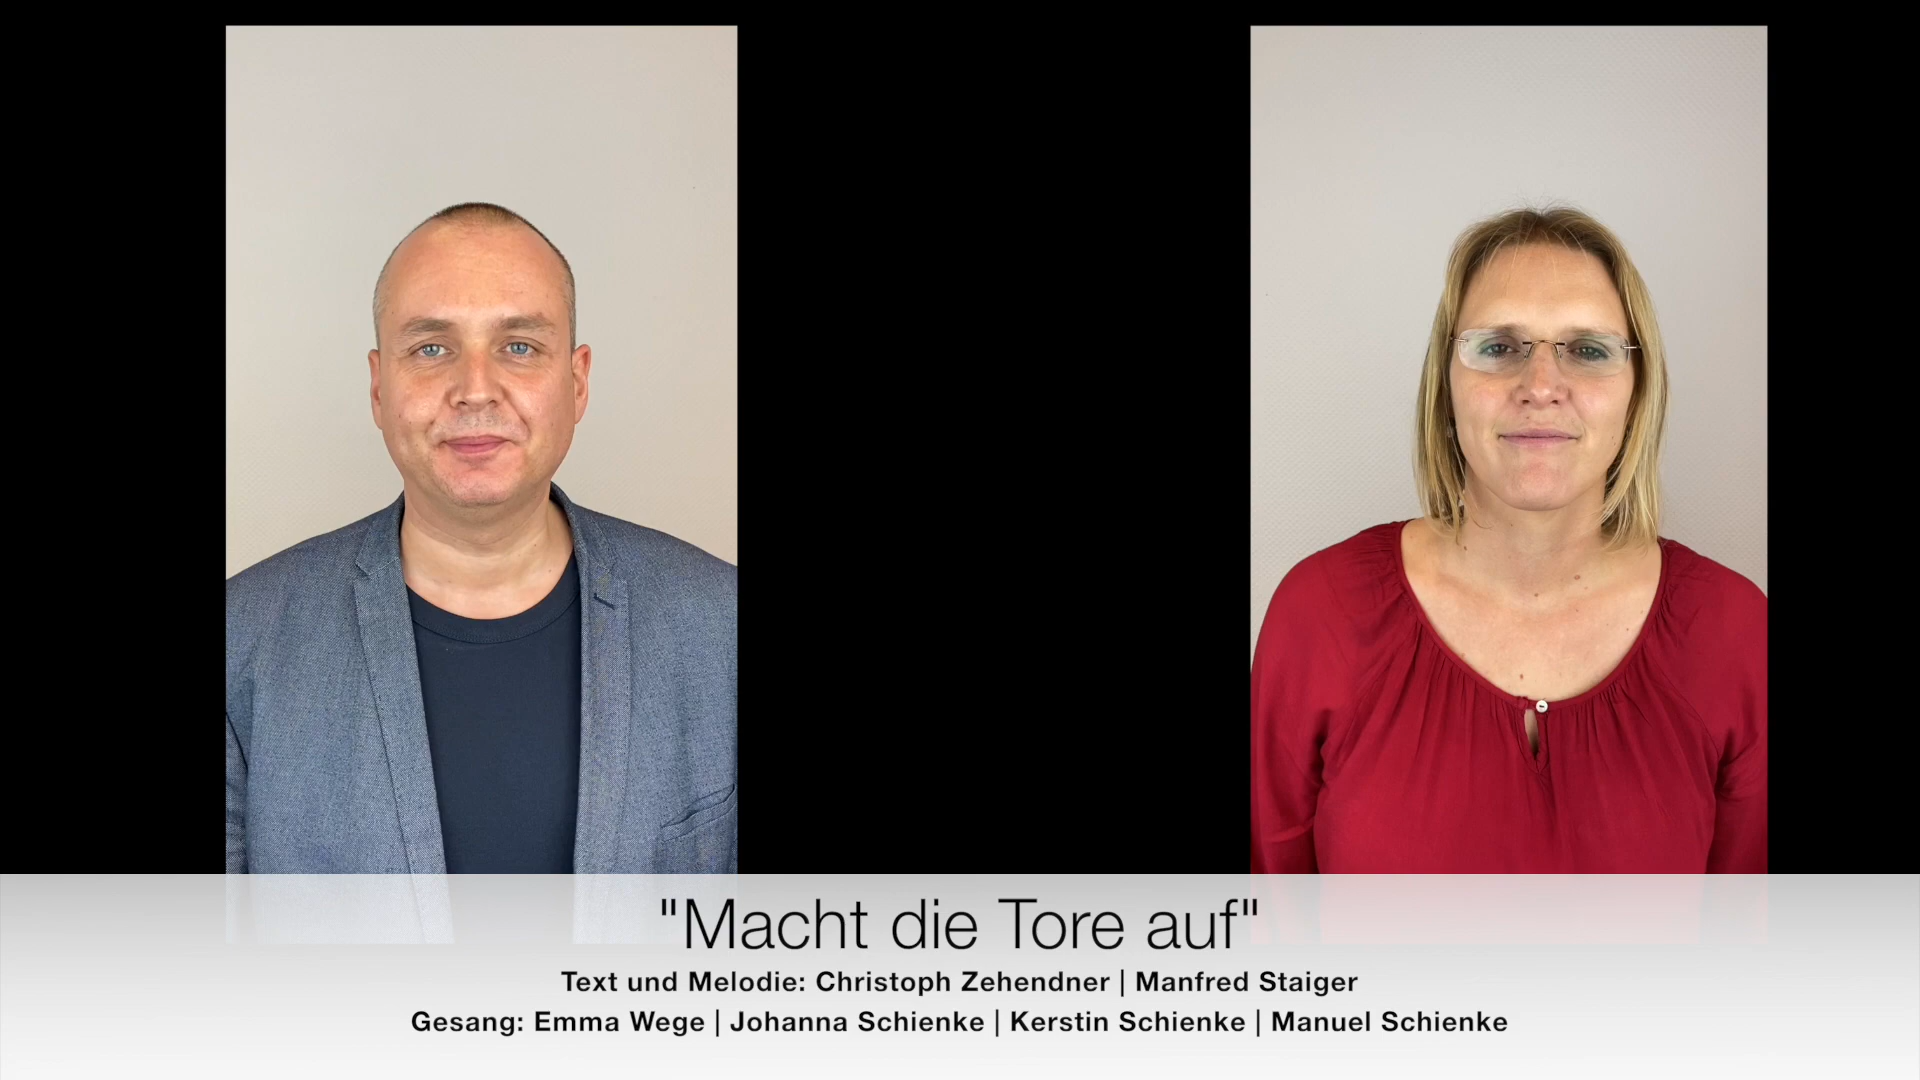 "Macht die Tore auf"
Text und Melodie: Christoph Zehendner | Manfred Staiger
Gesang: Emma Wege | Johanna Schienke | Kerstin Schienke | Manuel Schienke